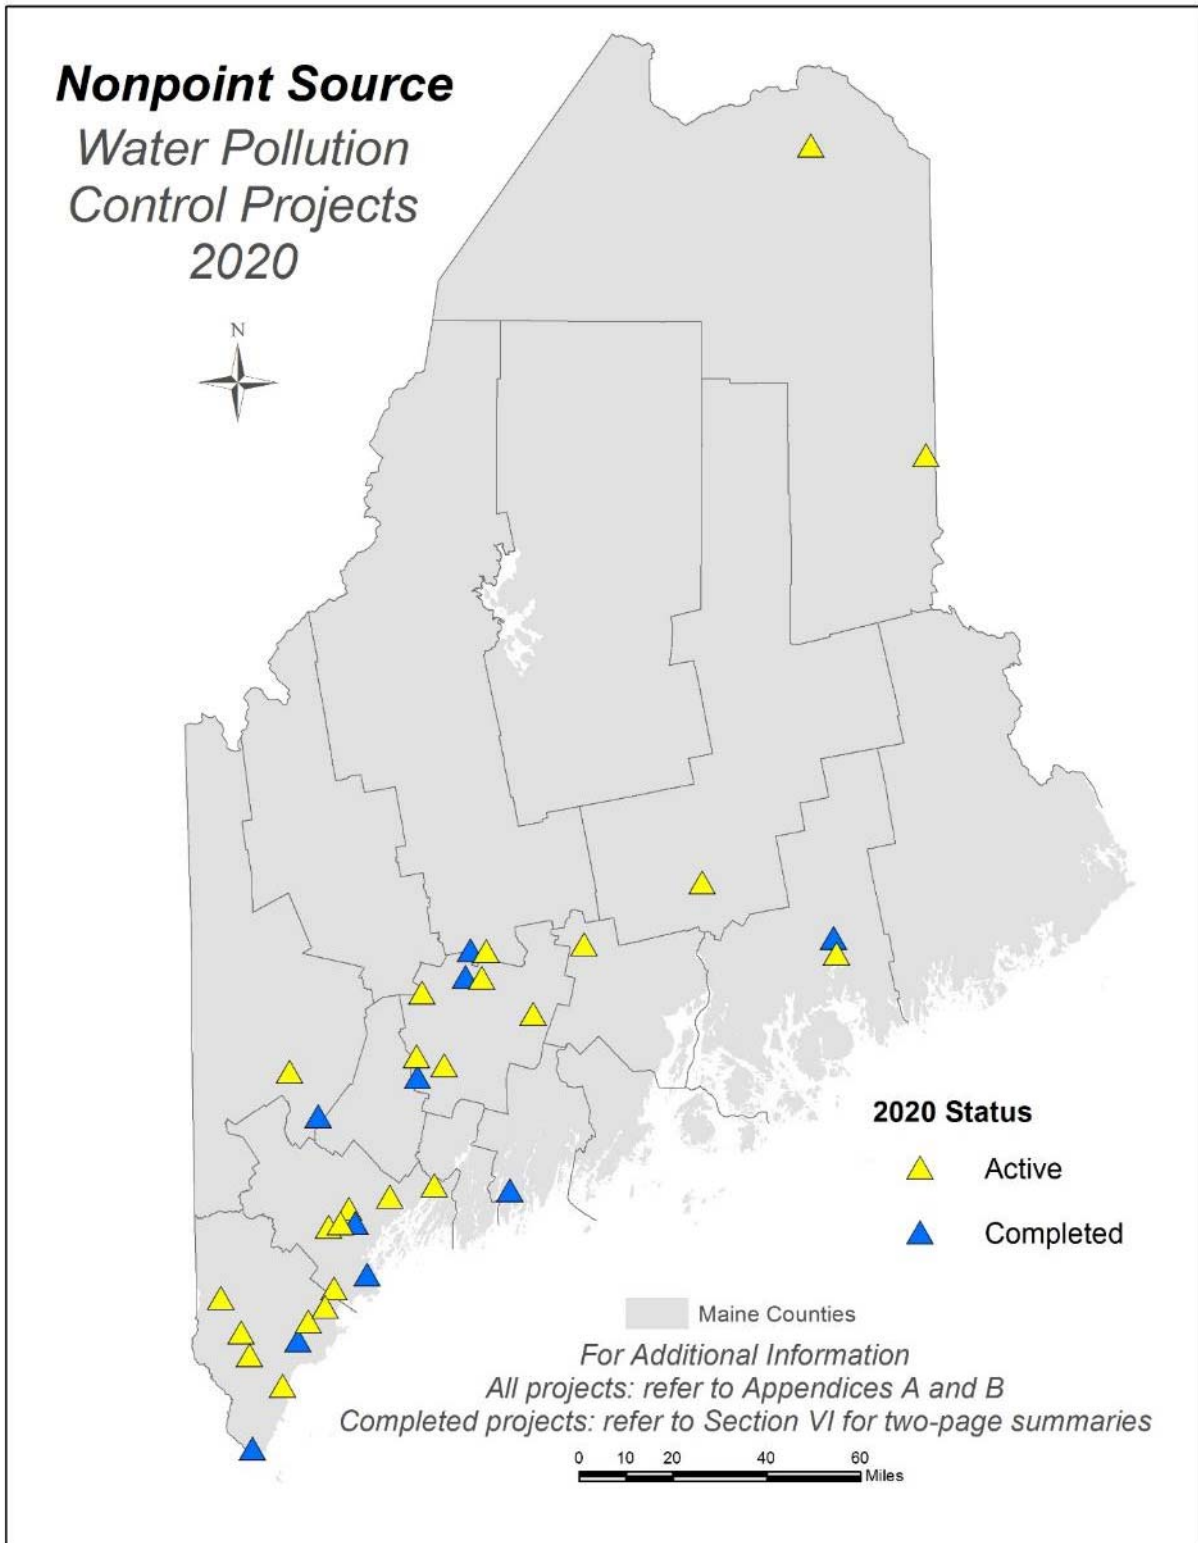 Nonpoint Source
Water Pollution
Control Projects
2020
N
2020 Status
Active
Completed
Maine Counties
For Additional Information
All projects: refer to Appendices A and B
Completed projects: refer to Section VI for two-page summaries
0 10 20 40 60
Miles